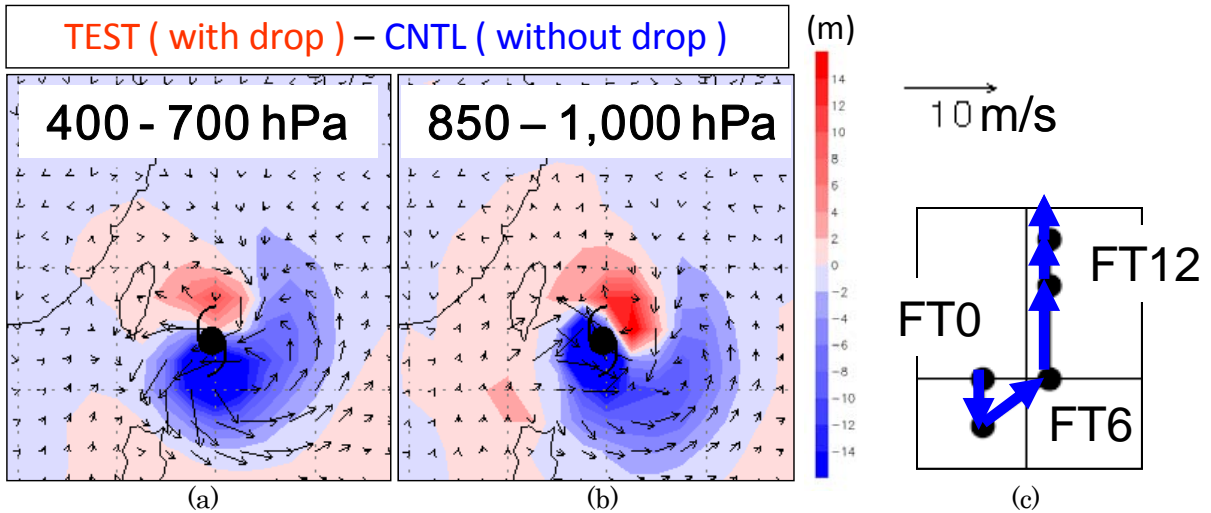 TEST ( with drop ) – CNTL ( without drop )
(m)
400 - 700 hPa
850 – 1,000 hPa
14
12
10
8
6
4
2
0
-2
-4
-6
-8
-10
-12
-14
10 m/s
FT12
FT0
FT6
(a)
(b)
(c)